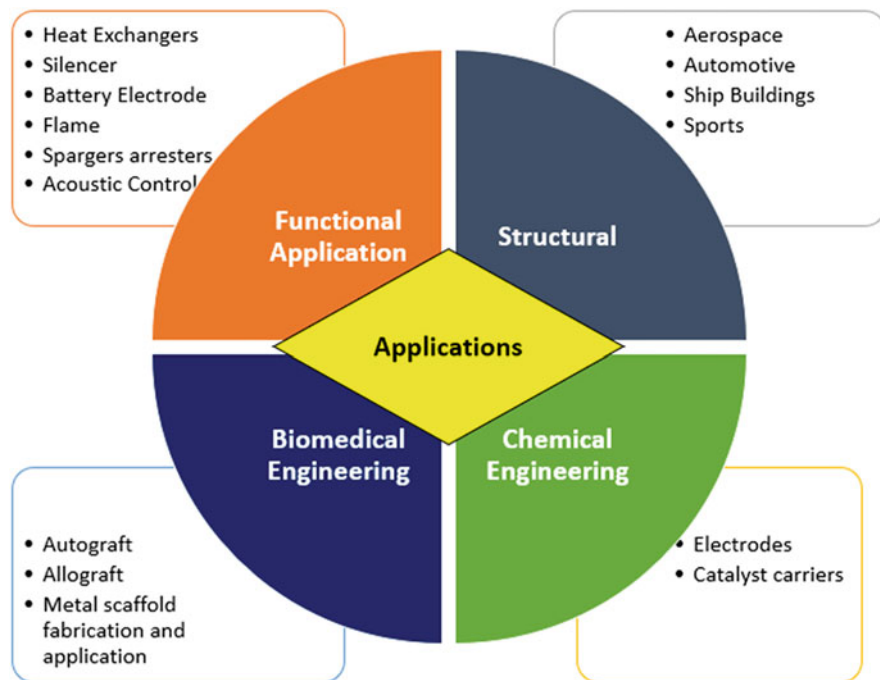 • Heat Exchangers
• Silencer
• Battery Electrode
• Flame
• Spargers arresters
• Acoustic Control
• Aerospace
• Automotive
• Ship Buildings
• Sports
Functional
Application
Structural
Applications
Biomedical
Engineering
Chemical
Engineering
• Autograft
• Allograft
• Metal scaffold
fabrication and
application
• Electrodes
• Catalyst carriers